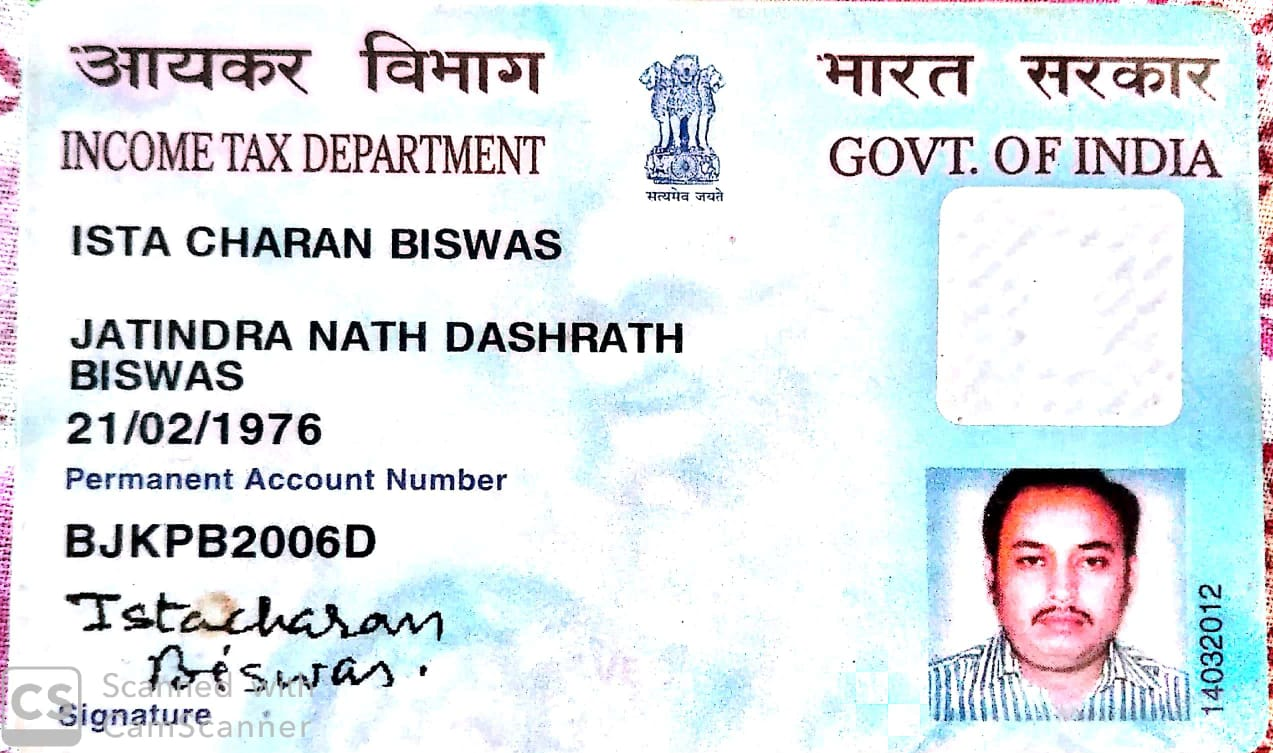 आयकर विभाग
INCOME TAX DEPARTMENT
सत्यमेव जयते
भारत सरकार
GOVT. OF INDIA
ISTA CHARAN BISWAS
JATINDRA NATH DASHRATH
BISWAS
21/02/1976
Permanent Account Number
BJKPB2006D
Istacharan
Biswas.
Signature
14032012
CS
Scanned with
CamScanner